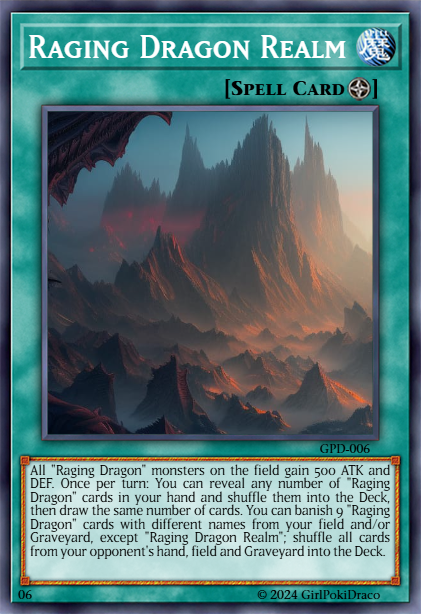 Raging Dragon Realm 魔
[Spell Card]
GPD-006
All "Raging Dragon" monsters on the field gain 500 ATK and
DEF. Once per turn: You can reveal any number of "Raging
Dragon" cards in your hand and shuffle them into the Deck,
then draw the same number of cards. You can banish 9 "Raging
Dragon" cards with different names from your field and/or
Graveyard, except "Raging Dragon Realm"; shuffle all cards
from your opponent's hand, field and Graveyard into the Deck.
06 © 2024 GirlPokiDraco